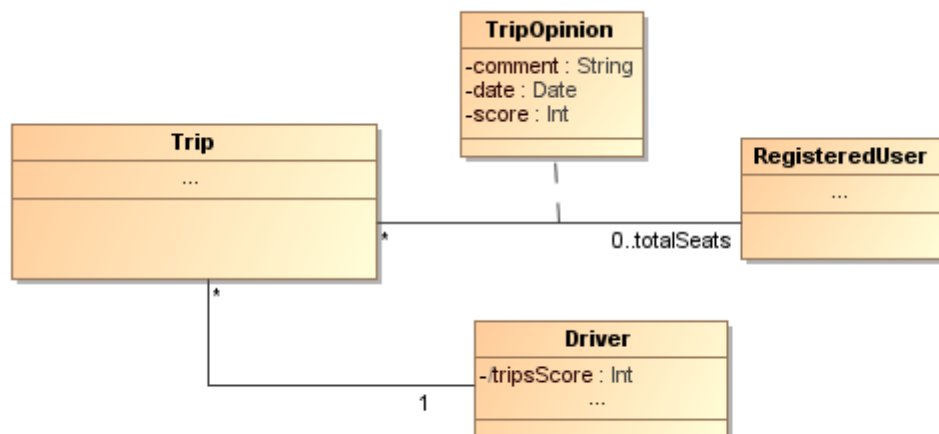 TripOpinion
-comment : String
-date : Date
-score : Int
Trip
...
RegisteredUser
...
*
0..totalSeats
*
Driver
-/tripsScore : Int
...
1